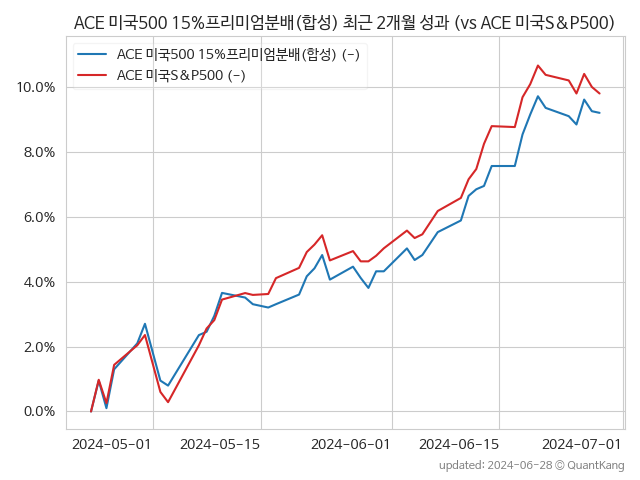 ACE 미국500 15%프리미엄분배(합성) 최근 2개월 성과 (vs ACE 미국S&P500)
ACE 미국500 15%프리미엄분배(합성) (-)
ACE 미국S&P500 (-)
10.0%
8.0%
6.0%
4.0%
2.0%
0.0%
2024-05-01 2024-05-15 2024-06-01 2024-06-15 2024-07-01
updated: 2024-06-28 © QuantKang